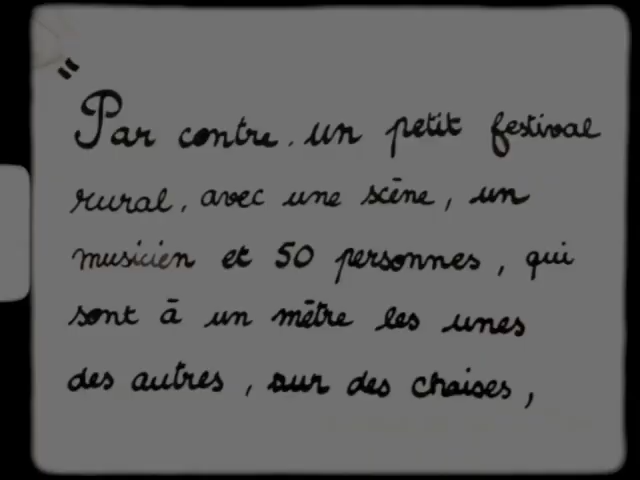 "
Par contre, un petit festival
rural, avec une scène, un
musicien et 50 personnes, qui
sont à un mètre les unes
des autres, sur des chaises,